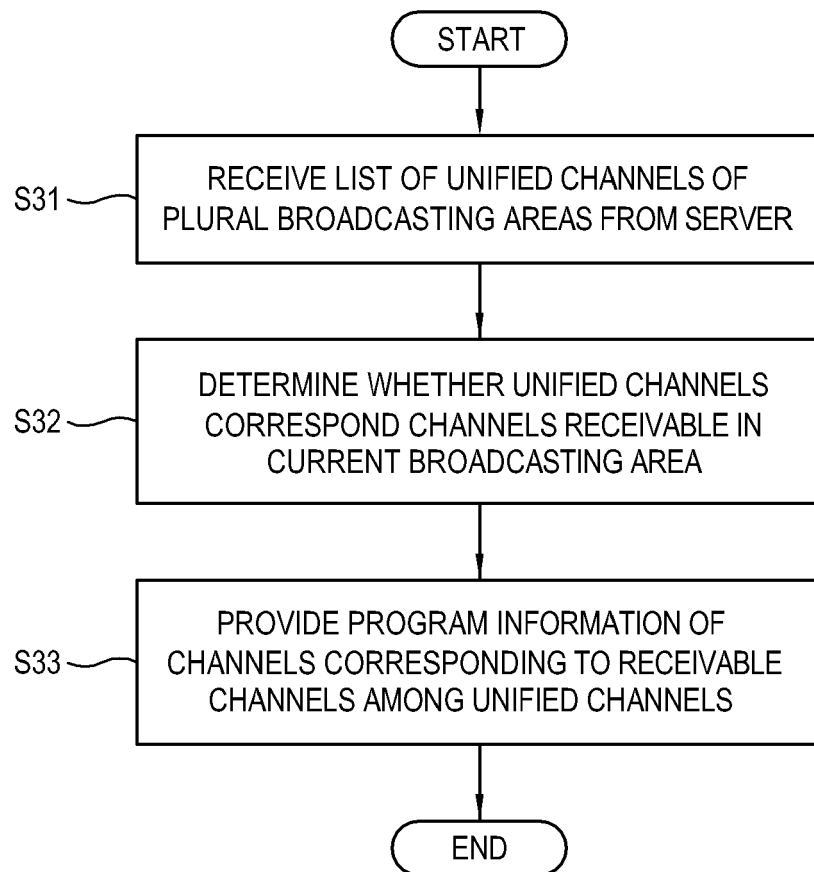 START
S31
RECEIVE LIST OF UNIFIED CHANNELS OF
PLURAL BROADCASTING AREAS FROM SERVER
S32
DETERMINE WHETHER UNIFIED CHANNELS
CORRESPOND CHANNELS RECEIVABLE IN
CURRENT BROADCASTING AREA
S33
PROVIDE PROGRAM INFORMATION OF
CHANNELS CORRESPONDING TO RECEIVABLE
CHANNELS AMONG UNIFIED CHANNELS
END